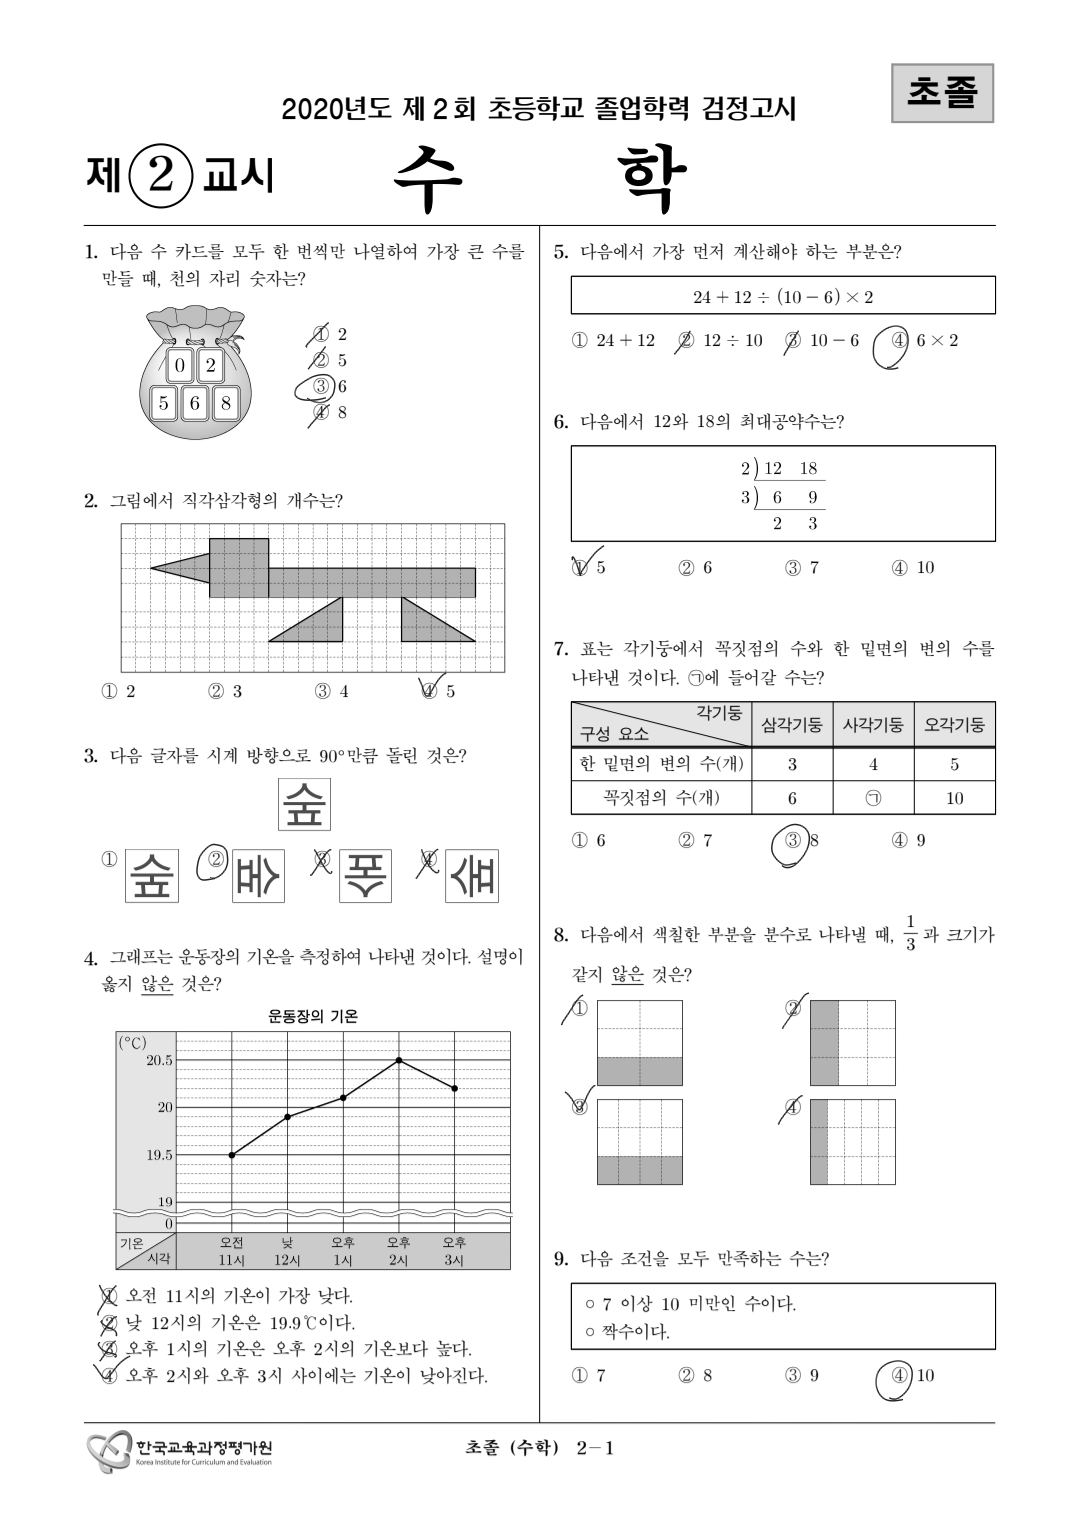 초졸
2020년도 제 2 회 초등학교 졸업학력 검정고시
제 ② 교시 수 학
1. 다음 수 카드를 모두 한 번씩만 나열하여 가장 큰 수를
만들 때, 천의 자리 숫자는?
0 2
5 6 8
① 2
② 5
③ 6
④ 8
2. 그림에서 직각삼각형의 개수는?
① 2 ② 3 ③ 4 ④ 5
3. 다음 글자를 시계 방향으로 90°만큼 돌린 것은?
숲
① 숲 ② 숲 ③ 숲 ④ 숲
4. 그래프는 운동장의 기온을 측정하여 나타낸 것이다. 설명이
옳지 않은 것은?
운동장의 기온
(℃)
20.5
20
19.5
19
0
기온 시각
오전 11시 낮 12시 오후 1시 오후 2시 오후 3시
① 오전 11시의 기온이 가장 낮다.
② 낮 12시의 기온은 19.9℃이다.
③ 오후 1시의 기온은 오후 2시의 기온보다 높다.
④ 오후 2시와 오후 3시 사이에는 기온이 낮아진다.
5. 다음에서 가장 먼저 계산해야 하는 부분은?
24 + 12 ÷ (10 − 6) × 2
① 24 + 12 ② 12 ÷ 10 ③ 10 − 6 ④ 6 × 2
6. 다음에서 12와 18의 최대공약수는?
2 ) 12 18
3 ) 6 9
2 3
① 5 ② 6 ③ 7 ④ 10
7. 표는 각기둥에서 꼭짓점의 수와 한 밑면의 변의 수를
나타낸 것이다. ㉠에 들어갈 수는?
구성 요소 각기둥 삼각기둥 사각기둥 오각기둥
한 밑면의 변의 수(개) 3 4 5
꼭짓점의 수(개) 6 ㉠ 10
① 6 ② 7 ③ 8 ④ 9
8. 다음에서 색칠한 부분을 분수로 나타낼 때, 1/3 과 크기가
같지 않은 것은?
① ②
③ ④
9. 다음 조건을 모두 만족하는 수는?
○ 7 이상 10 미만인 수이다.
○ 짝수이다.
① 7 ② 8 ③ 9 ④ 10
한국교육과정평가원
Korea Institute for Curriculum and Evaluation
초졸 (수학) 2−1